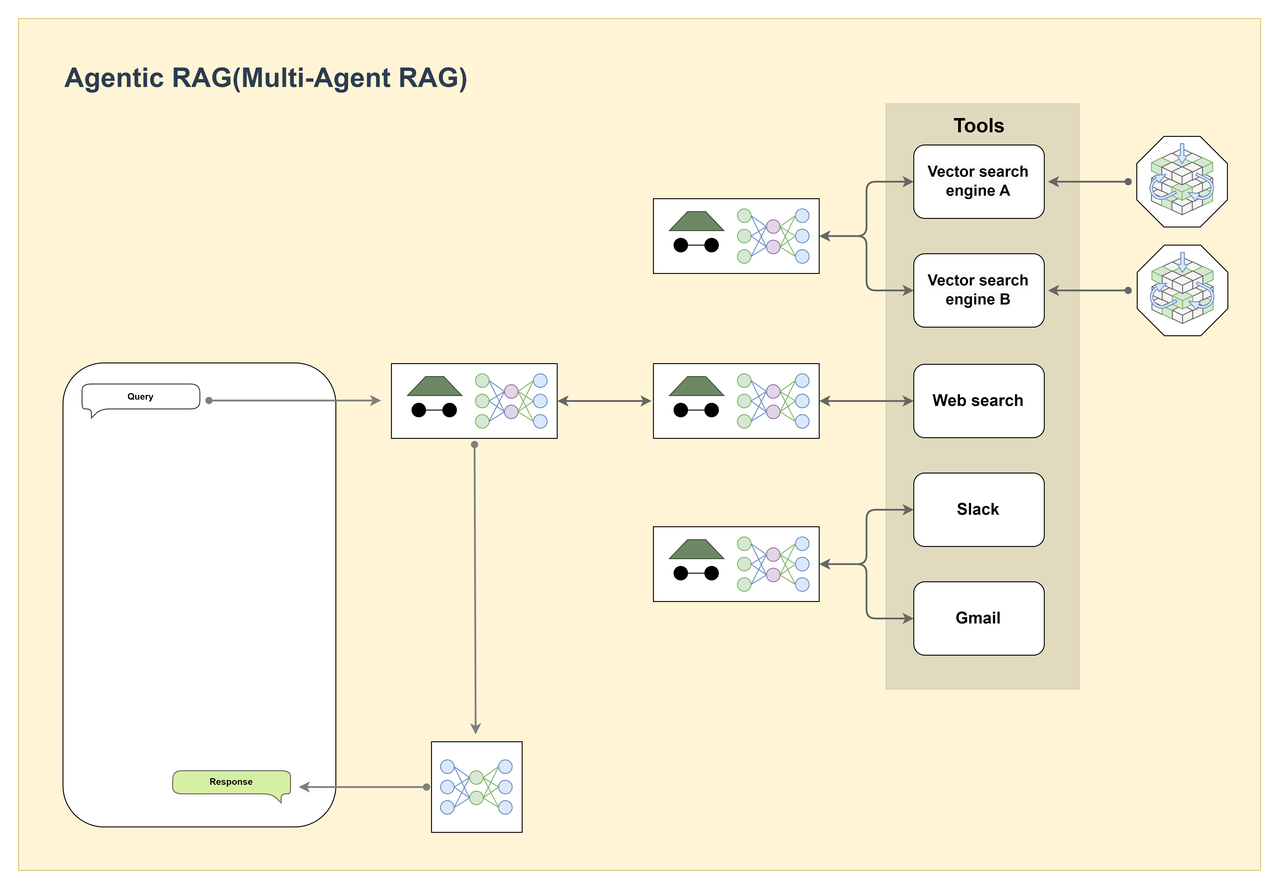 Agentic RAG(Multi-Agent RAG)
Tools
Vector search
engine A
Vector search
engine B
Query
Web search
Slack
Gmail
Response